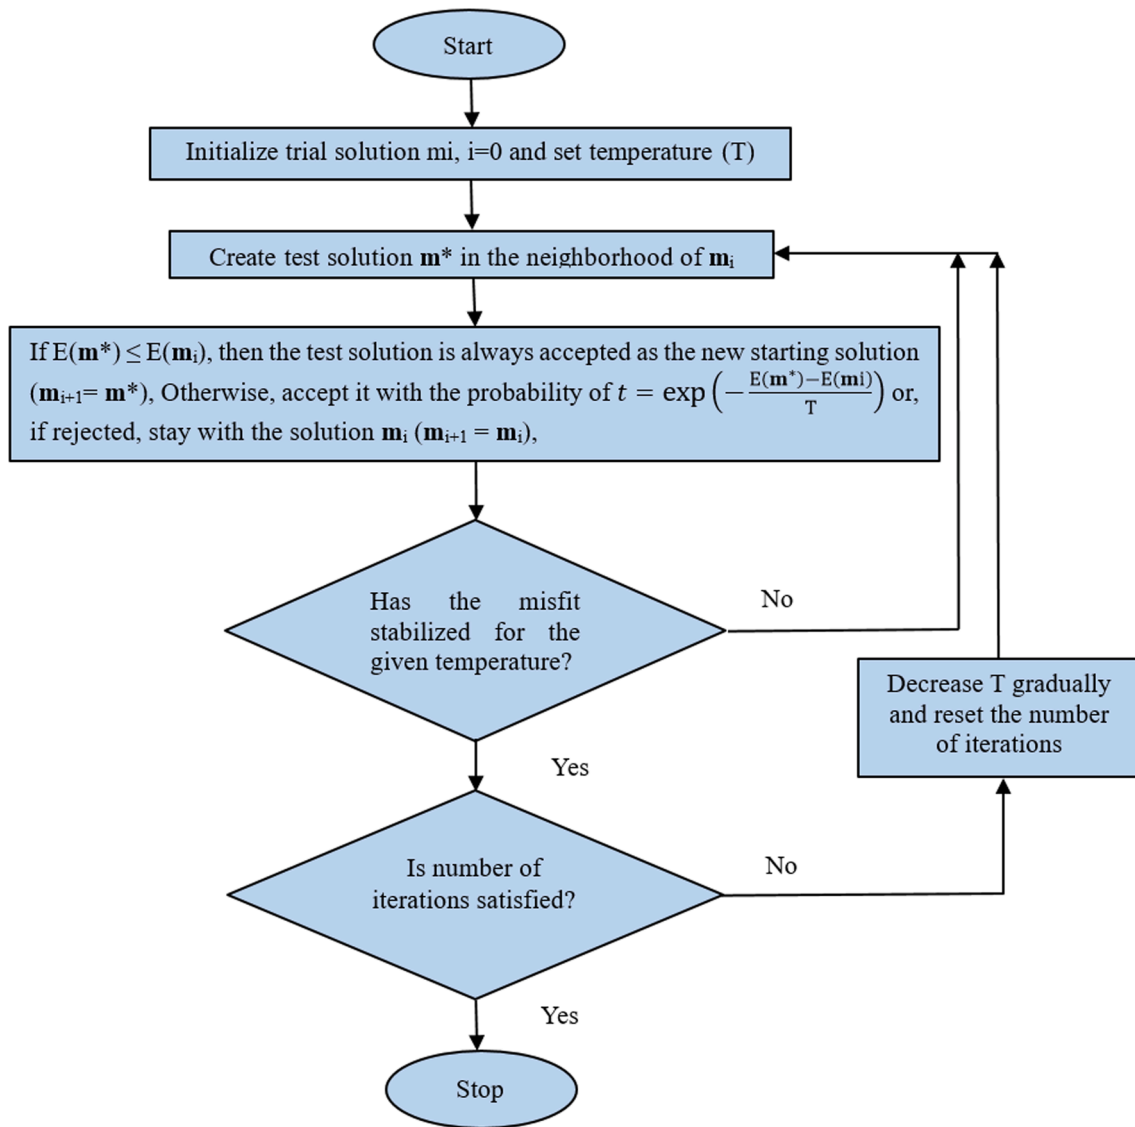 Start
Initialize trial solution mi, i=0 and set temperature (T)
Create test solution m* in the neighborhood of mᵢ
If E(m*) ≤ E(mᵢ), then the test solution is always accepted as the new starting solution
(mᵢ₊₁= m*), Otherwise, accept it with the probability of t = exp (−(E(m*)−E(mi))/T) or,
if rejected, stay with the solution mᵢ (mᵢ₊₁ = mᵢ),
Has the misfit
stabilized for the
given temperature?
No
Yes
Decrease T gradually
and reset the number
of iterations
Is number of
iterations satisfied?
No
Yes
Stop